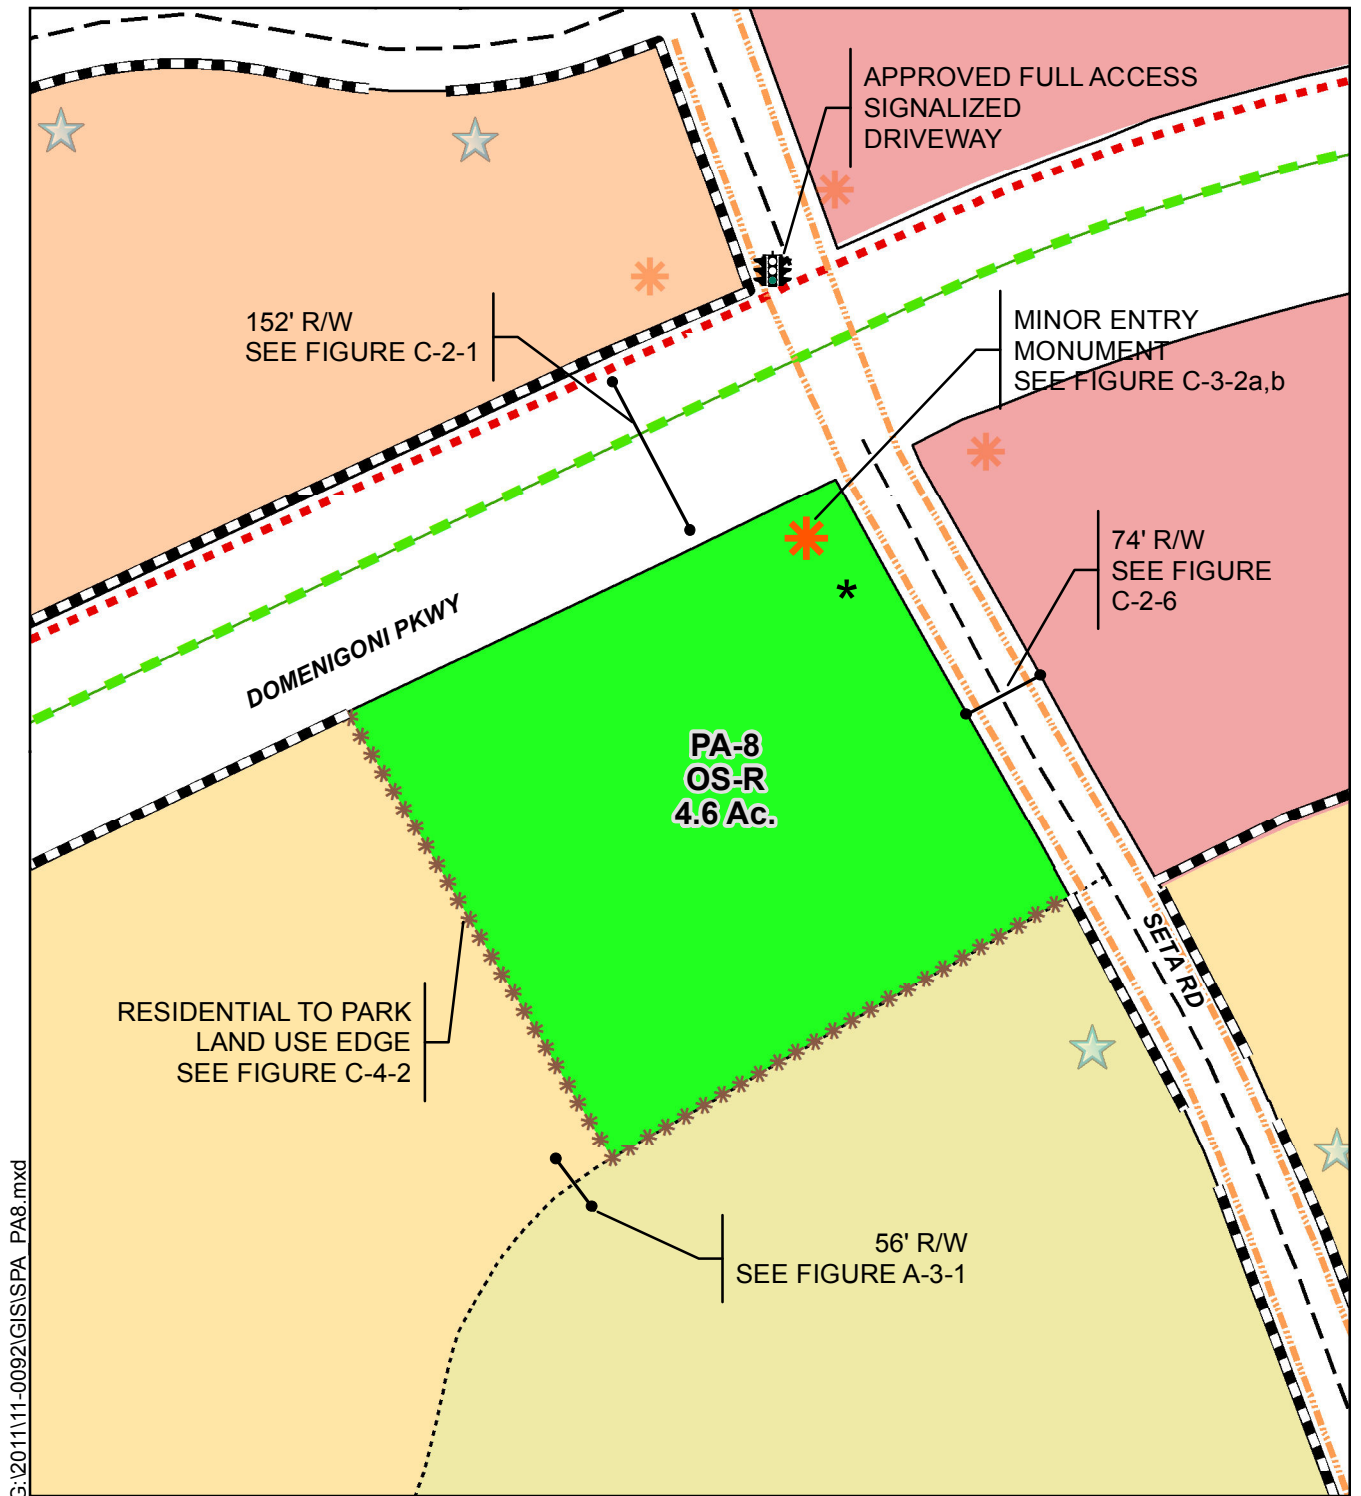 APPROVED FULL ACCESS
SIGNALIZED
DRIVEWAY
152' R/W
SEE FIGURE C-2-1
MINOR ENTRY
MONUMENT
SEE FIGURE C-3-2a,b
74' R/W
SEE FIGURE
C-2-6
DOMENIGONI PKWY
*
PA-8
OS-R
4.6 Ac.
SETA RD
RESIDENTIAL TO PARK
LAND USE EDGE
SEE FIGURE C-4-2
56' R/W
SEE FIGURE A-3-1
G:\2011\11-0092\GIS\SPA_PA8.mxd